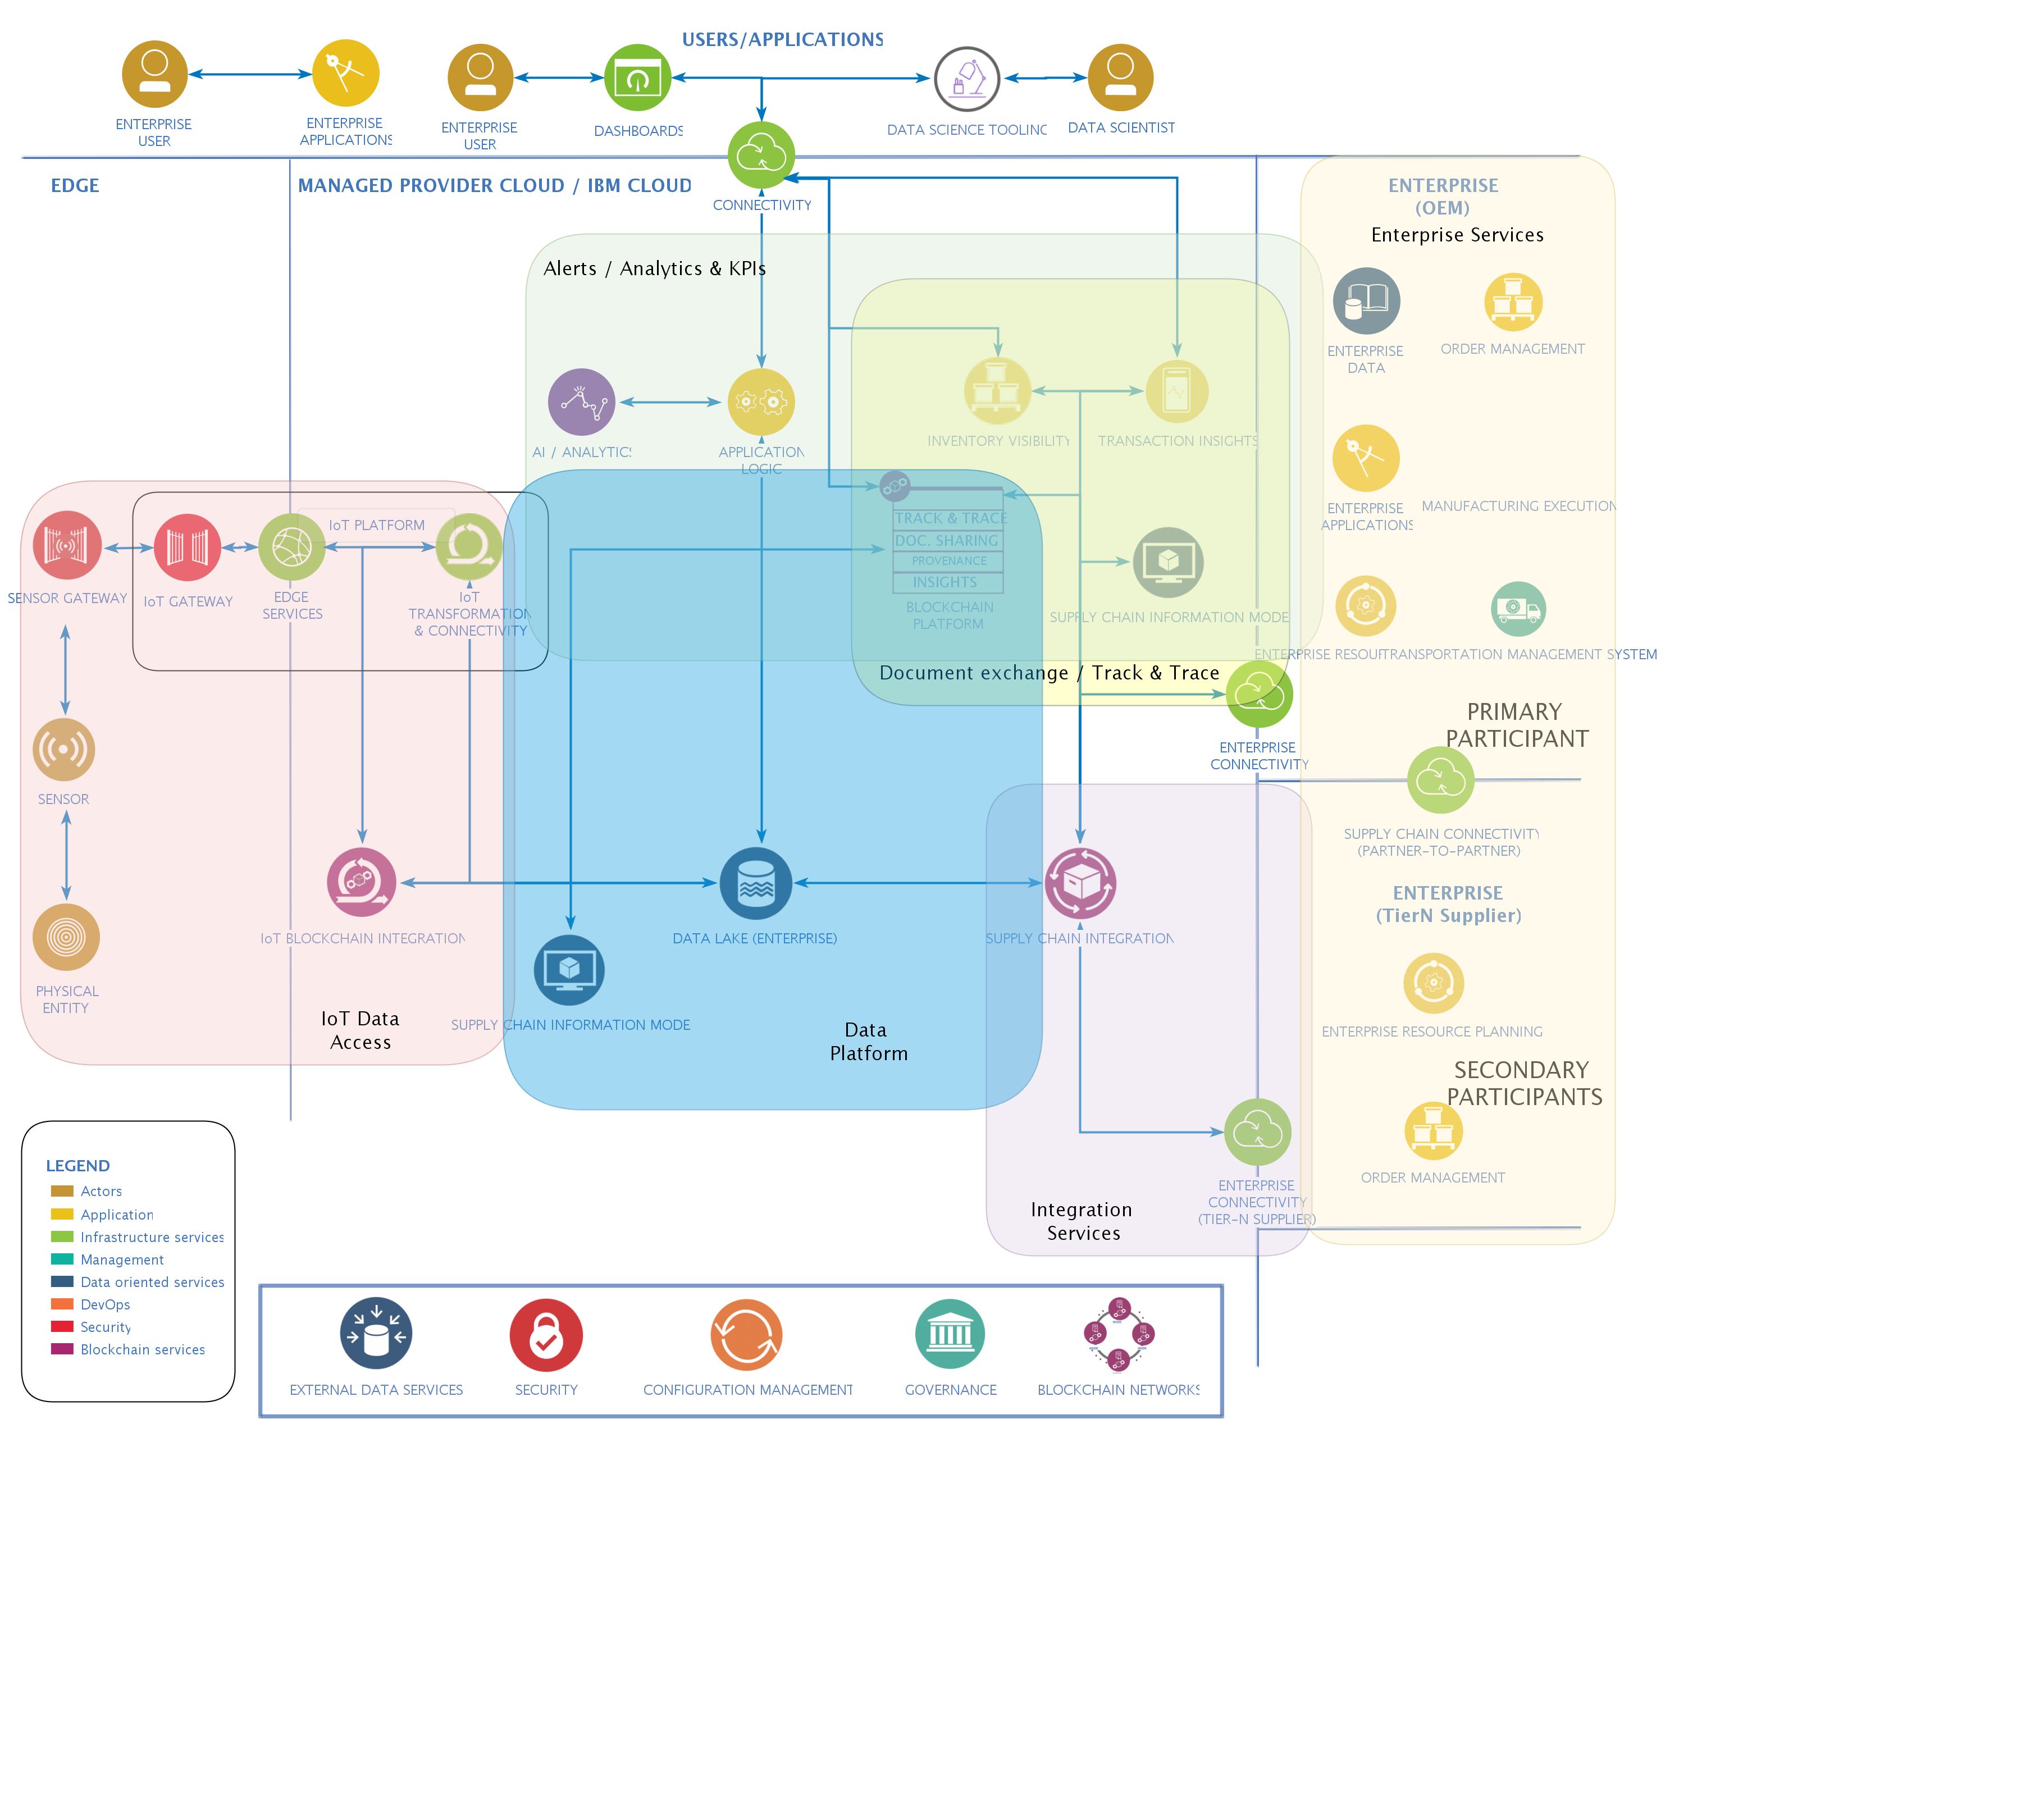 USERS/APPLICATIONS
ENTERPRISE
USER
ENTERPRISE
APPLICATIONS
ENTERPRISE
USER
DASHBOARDS
DATA SCIENCE TOOLING
DATA SCIENTIST
EDGE
MANAGED PROVIDER CLOUD / IBM CLOUD
CONNECTIVITY
ENTERPRISE
(OEM)
Enterprise Services
Alerts / Analytics & KPIs
ENTERPRISE
DATA
ORDER MANAGEMENT
AI / ANALYTICS
APPLICATION
LOGIC
INVENTORY VISIBILITY
TRANSACTION INSIGHTS
ENTERPRISE
APPLICATIONS
MANUFACTURING EXECUTION
IoT PLATFORM
TRACK & TRACE
DOC. SHARING
PROVENANCE
INSIGHTS
BLOCKCHAIN
PLATFORM
SENSOR GATEWAY
IoT GATEWAY
EDGE
SERVICES
IoT
TRANSFORMATION
& CONNECTIVITY
SUPPLY CHAIN INFORMATION MODE
ENTERPRISE RESOUR
TRANSPORTATION MANAGEMENT SYSTEM
Document exchange / Track & Trace
PRIMARY
PARTICIPANT
ENTERPRISE
CONNECTIVITY
SENSOR
SUPPLY CHAIN CONNECTIVITY
(PARTNER-TO-PARTNER)
ENTERPRISE
(TierN Supplier)
IoT BLOCKCHAIN INTEGRATION
DATA LAKE (ENTERPRISE)
SUPPLY CHAIN INTEGRATION
PHYSICAL
ENTITY
IoT Data
Access
SUPPLY CHAIN INFORMATION MODE
Data
Platform
ENTERPRISE RESOURCE PLANNING
SECONDARY
PARTICIPANTS
ORDER MANAGEMENT
ENTERPRISE
CONNECTIVITY
(TIER-N SUPPLIER)
Integration
Services
LEGEND
Actors
Application
Infrastructure services
Management
Data oriented services
DevOps
Security
Blockchain services
EXTERNAL DATA SERVICES
SECURITY
CONFIGURATION MANAGEMENT
GOVERNANCE
BLOCKCHAIN NETWORKS